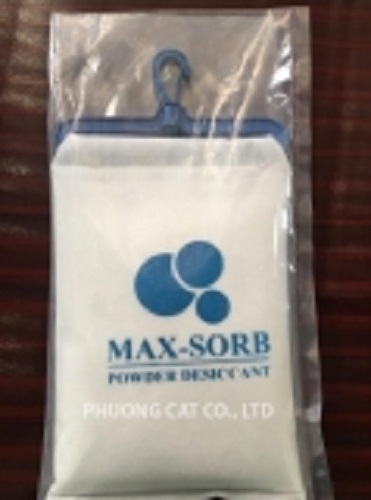 MAX-SORB
POWDER DESICCANT
PHUONG CAT CO., LTD